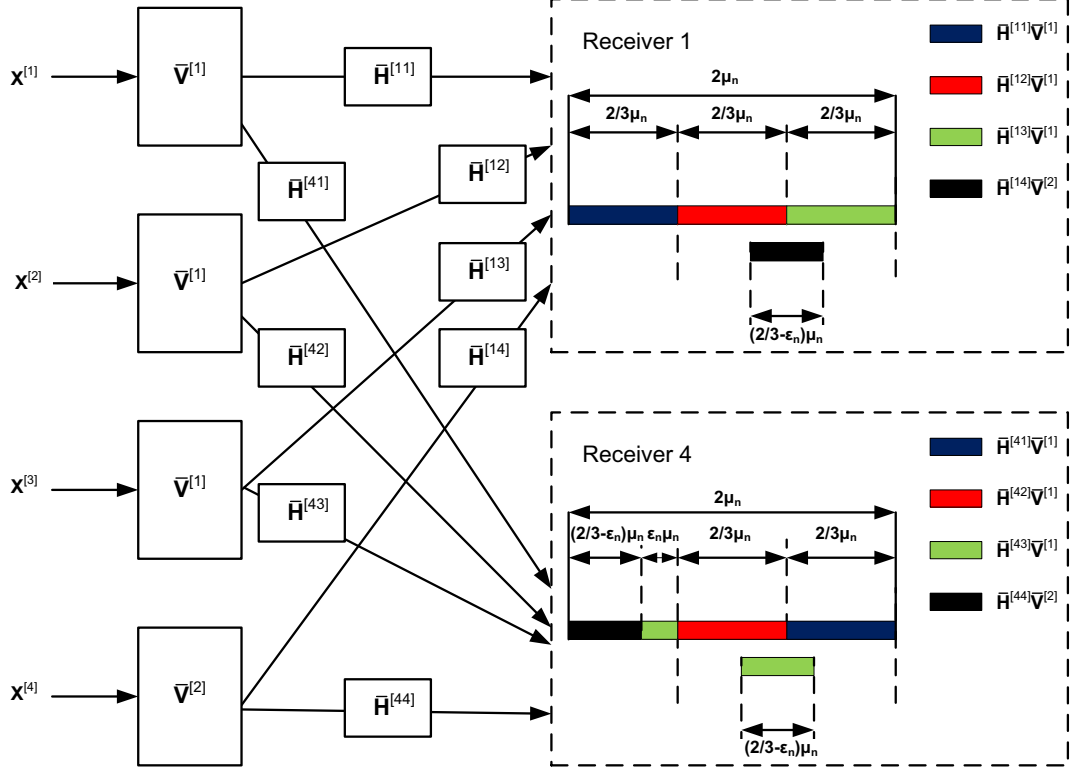 X[1]
V̄[1]
H̄[11]
H̄[41]
X[2]
V̄[1]
H̄[12]
H̄[13]
H̄[42]
H̄[14]
X[3]
V̄[1]
H̄[43]
X[4]
V̄[2]
H̄[44]
Receiver 1
2μn
2/3μn 2/3μn 2/3μn
(2/3-εn)μn
H̄[11]V̄[1]
H̄[12]V̄[1]
H̄[13]V̄[1]
H̄[14]V̄[2]
Receiver 4
2μn
(2/3-εn)μn εnμn 2/3μn 2/3μn
(2/3-εn)μn
H̄[41]V̄[1]
H̄[42]V̄[1]
H̄[43]V̄[1]
H̄[44]V̄[2]